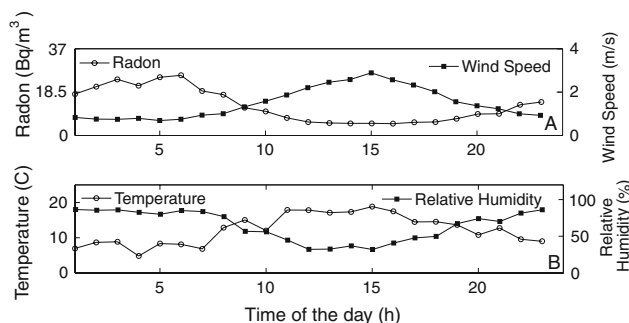 Radon (Bq/m³)
37
18.5
0
Radon
Wind Speed
4
2
0
Wind Speed (m/s)
A
5
10
15
20
Temperature (C)
20
10
0
Temperature
Relative Humidity
100
50
0
Relative
Humidity (%)
B
5
10
15
20
Time of the day (h)